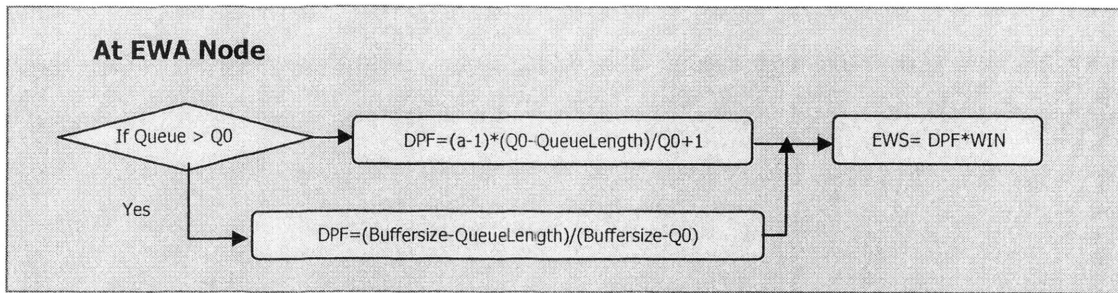 At EWA Node
If Queue > Q0
DPF=(a-1)*(Q0-QueueLength)/Q0+1
EWS= DPF*WIN
Yes
DPF=(Buffersize-QueueLength)/(Buffersize-Q0)